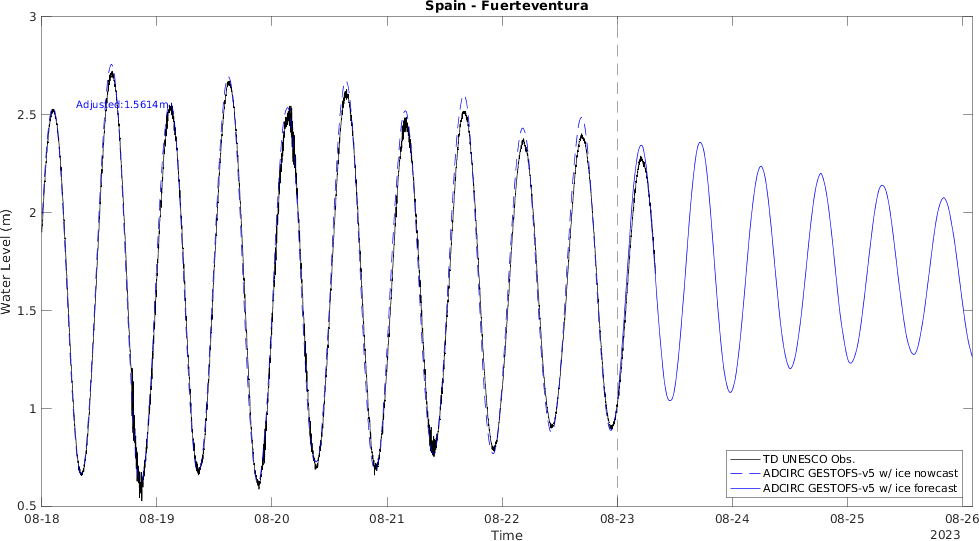 Spain - Fuerteventura
3
Adjusted:1.5614m
2.5
2
Water Level (m)
1.5
1
TD UNESCO Obs.
ADCIRC GESTOFS-v5 w/ ice nowcast
ADCIRC GESTOFS-v5 w/ ice forecast
0.5
08-18 08-19 08-20 08-21 08-22 08-23 08-24 08-25 08-26
Time
2023